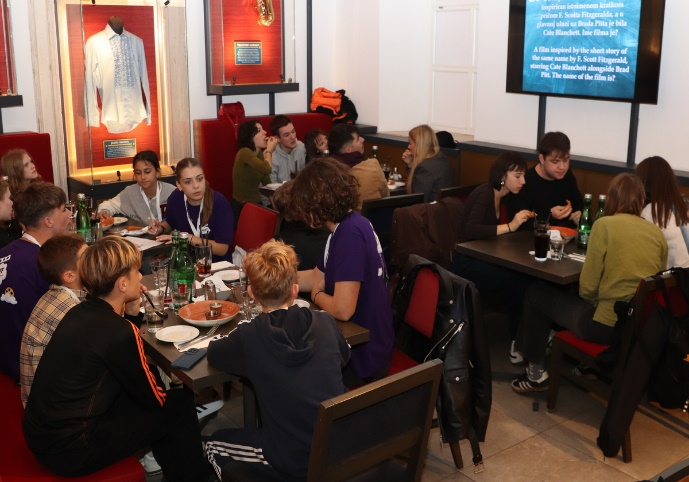 inspiriran istoimenom kratkom
pričom F. Scotta Fitzgeralda, a u
glavnoj ulozi uz Brada Pitta je bila
Cate Blanchett. Ime filma je?
A film inspired by the short story of
the same name by F. Scott Fitzgerald,
starring Cate Blanchett alongside Brad
Pitt. The name of the film is?